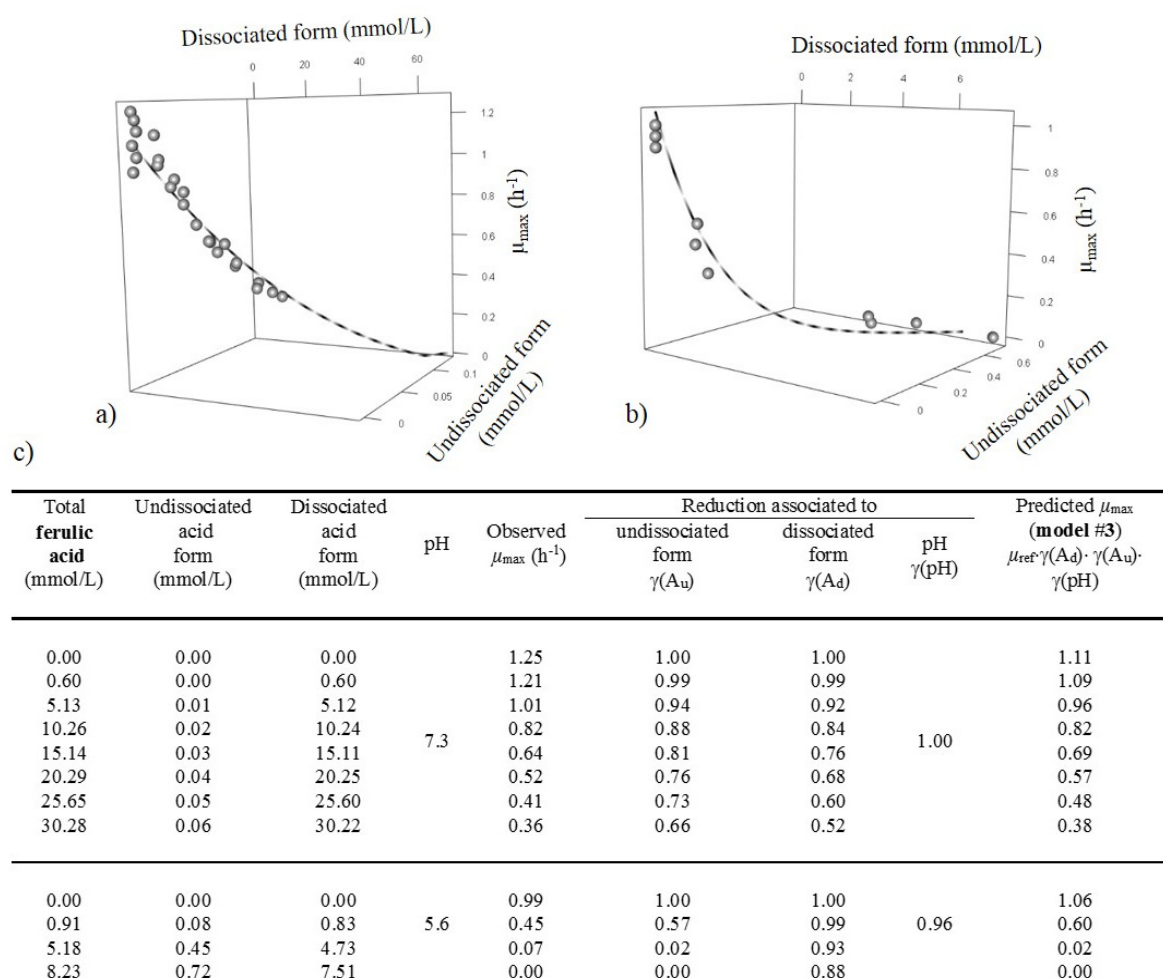 Dissociated form (mmol/L)
0 20 40 60
1.2
1
0.8
0.6
0.4
0.2
0
μmax (h-1)
0.1
0.05
0
Undissociated form
(mmol/L)
a)
Dissociated form (mmol/L)
0 2 4 6
1
0.8
0.6
0.4
0.2
0
μmax (h-1)
0.6
0.4
0.2
0
Undissociated form
(mmol/L)
b)
c)
Total ferulic acid (mmol/L) Undissociated acid form (mmol/L) Dissociated acid form (mmol/L) pH Observed μmax (h-1) Reduction associated to undissociated form γ(Au) dissociated form γ(Ad) pH γ(pH) Predicted μmax (model #3) μref·γ(Ad)· γ(Au)· γ(pH)
0.00 0.00 0.00 1.25 1.00 1.00 1.11
0.60 0.00 0.60 1.21 0.99 0.99 1.09
5.13 0.01 5.12 1.01 0.94 0.92 0.96
10.26 0.02 10.24 0.82 0.88 0.84 0.82
7.3 1.00
15.14 0.03 15.11 0.64 0.81 0.76 0.69
20.29 0.04 20.25 0.52 0.76 0.68 0.57
25.65 0.05 25.60 0.41 0.73 0.60 0.48
30.28 0.06 30.22 0.36 0.66 0.52 0.38
0.00 0.00 0.00 0.99 1.00 1.00 1.06
0.91 0.08 0.83 5.6 0.45 0.57 0.99 0.96 0.60
5.18 0.45 4.73 0.07 0.02 0.93 0.02
8.23 0.72 7.51 0.00 0.00 0.88 0.00